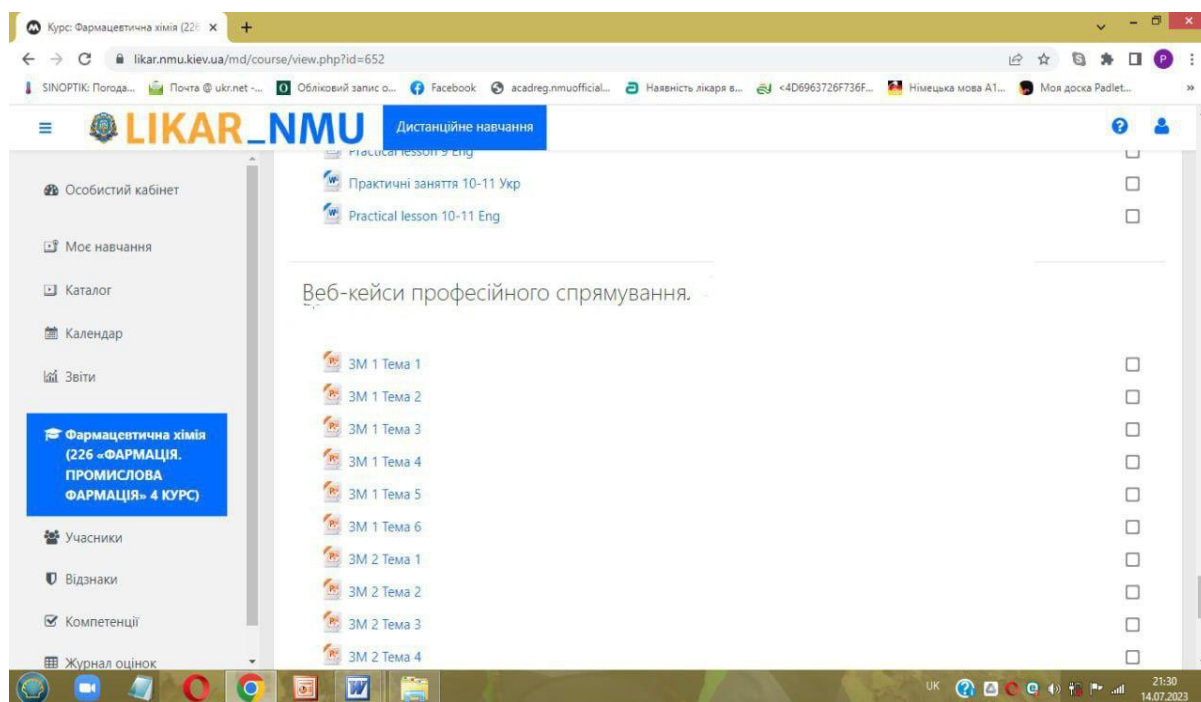 Курс: Фармацевтична хімія (226
likar.nmu.kiev.ua/md/course/view.php?id=652
P
SINOPTIK: Погода...
Почта @ ukr.net -...
Обліковий запис о...
Facebook
acadreg.nmuofficial...
Наявність лікаря в...
<4D6963726F736F...
Німецька мова А1...
Моя доска Padlet...
»
LIKAR_NMU
Дистанційне навчання
Practical lesson 9 Eng
Практичні заняття 10-11 Укр
Practical lesson 10-11 Eng
Веб-кейси професійного спрямування.
ЗМ 1 Тема 1
ЗМ 1 Тема 2
ЗМ 1 Тема 3
ЗМ 1 Тема 4
ЗМ 1 Тема 5
ЗМ 1 Тема 6
ЗМ 2 Тема 1
ЗМ 2 Тема 2
ЗМ 2 Тема 3
ЗМ 2 Тема 4
Особистий кабінет
Моє навчання
Каталог
Календар
Звіти
Фармацевтична хімія
(226 «ФАРМАЦІЯ.
ПРОМИСЛОВА
ФАРМАЦІЯ» 4 КУРС)
Учасники
Відзнаки
Компетенції
Журнал оцінок
UK
21:30
14.07.2023